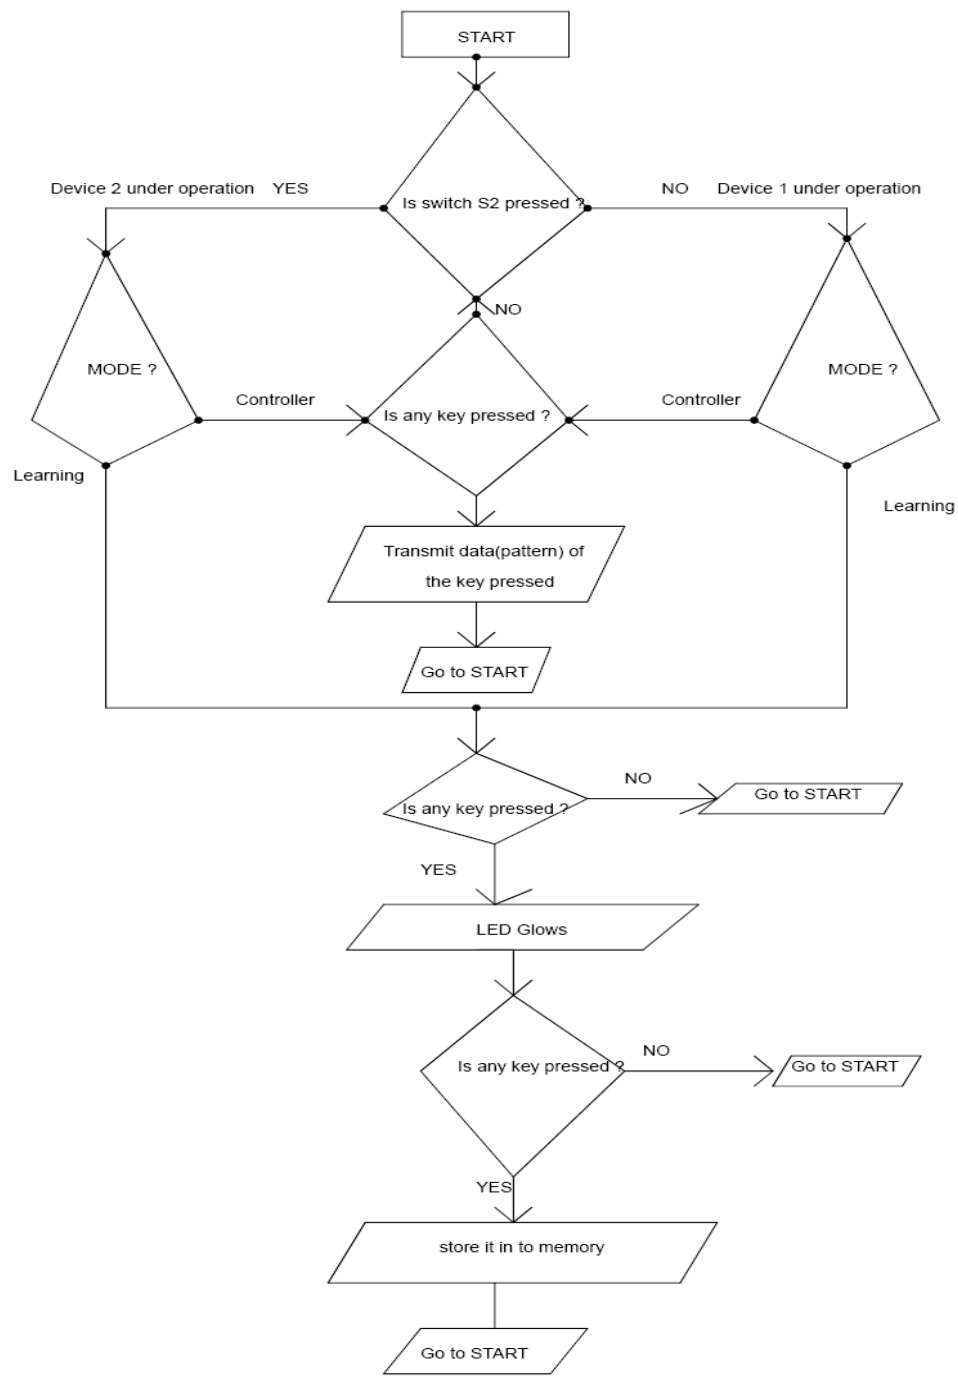 START
Is switch S2 pressed ?
Device 2 under operation YES
NO Device 1 under operation
NO
MODE ?
MODE ?
Controller
Controller
Is any key pressed ?
Learning
Learning
Transmit data(pattern) of
the key pressed
Go to START
Is any key pressed ?
NO
Go to START
YES
LED Glows
Is any key pressed ?
NO
Go to START
YES
store it in to memory
Go to START